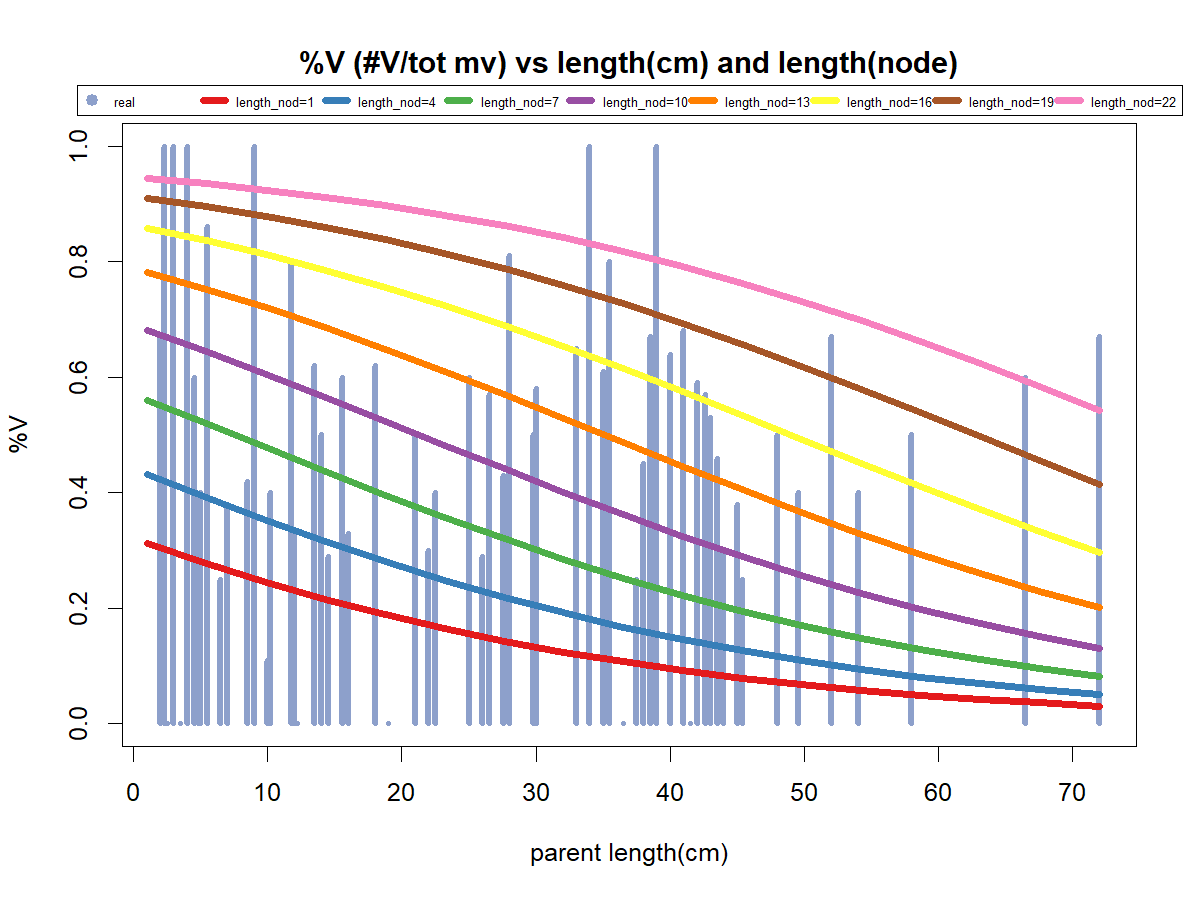 %V (#V/tot mv) vs length(cm) and length(node)
real length_nod=1 length_nod=4 length_nod=7 length_nod=10 length_nod=13 length_nod=16 length_nod=19 length_nod=22
1.0
0.8
0.6
0.4
0.2
0.0
%V
0 10 20 30 40 50 60 70
parent length(cm)